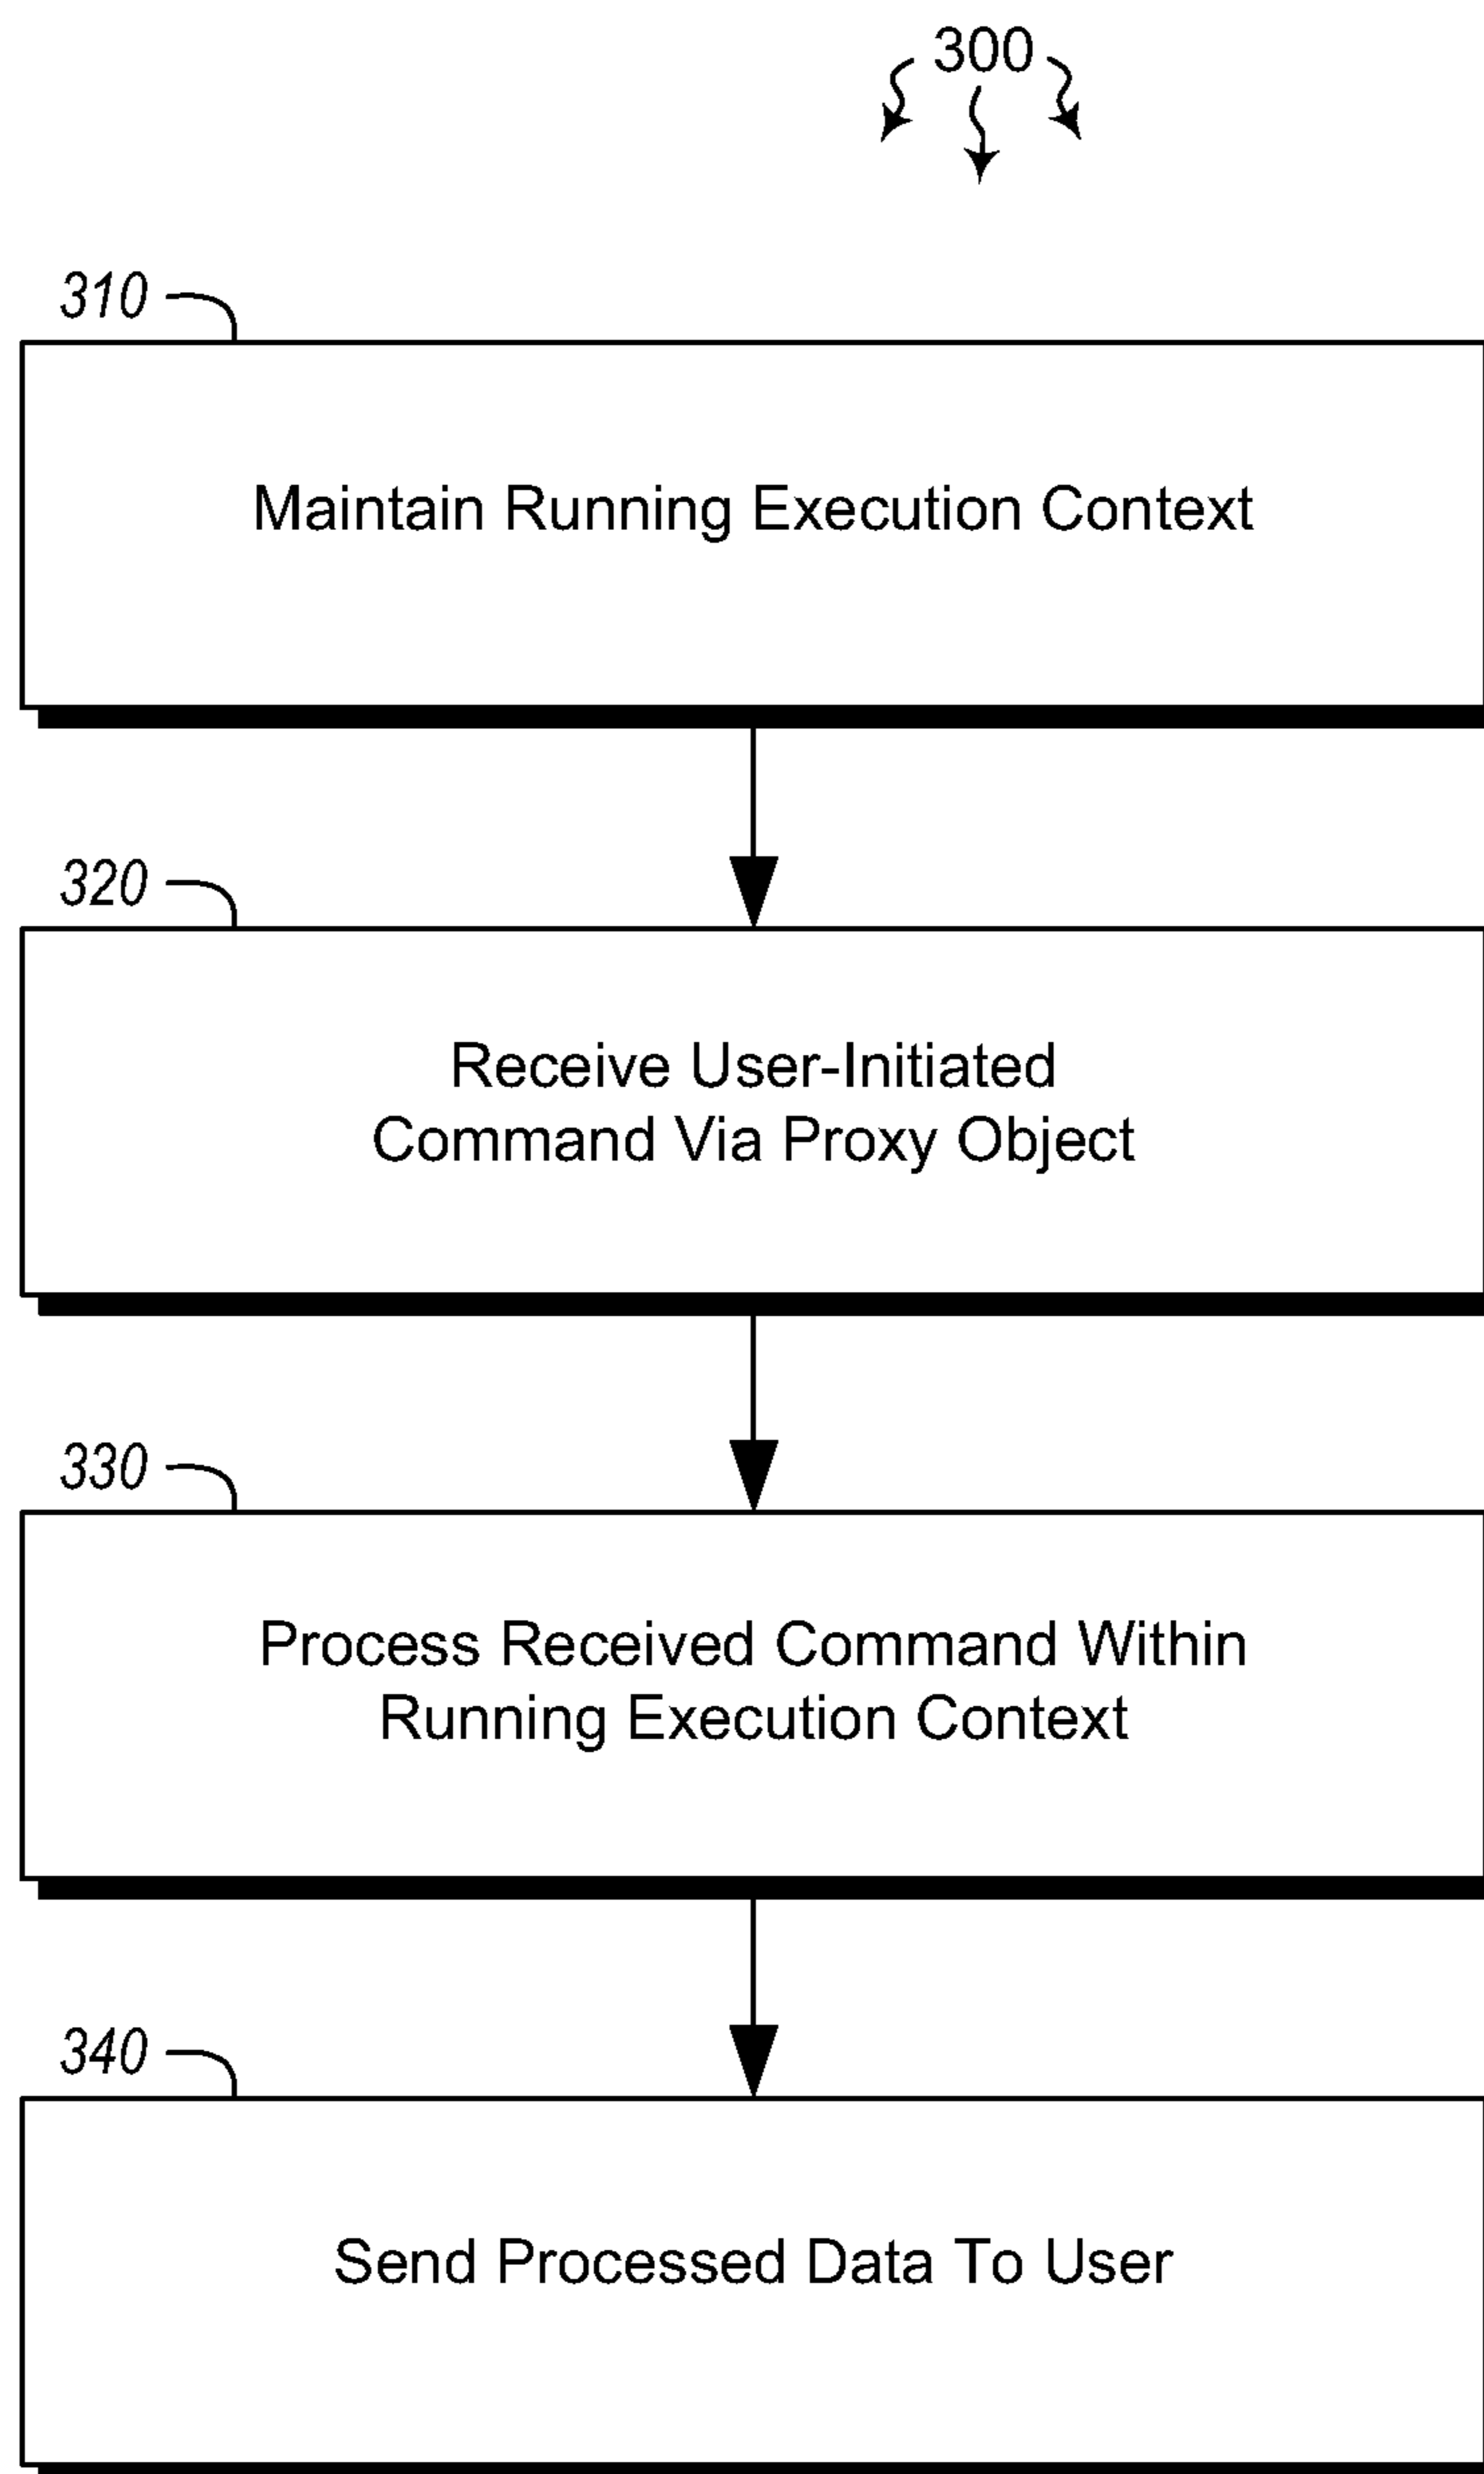 300
310
Maintain Running Execution Context
320
Receive User-Initiated
Command Via Proxy Object
330
Process Received Command Within
Running Execution Context
340
Send Processed Data To User